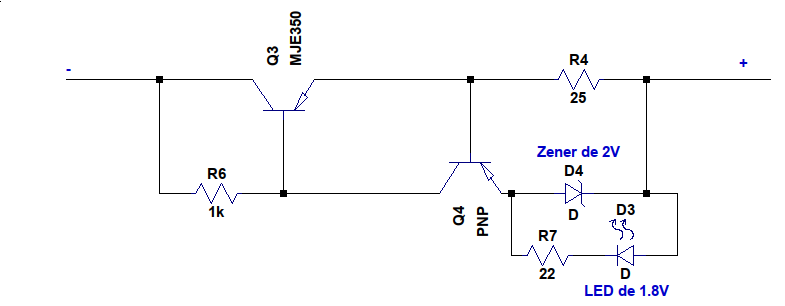 Q3
MJE350
-
R4
25
+
R6
1k
Q4
PNP
Zener de 2V
D4
D
D3
R7
22
D
LED de 1.8V